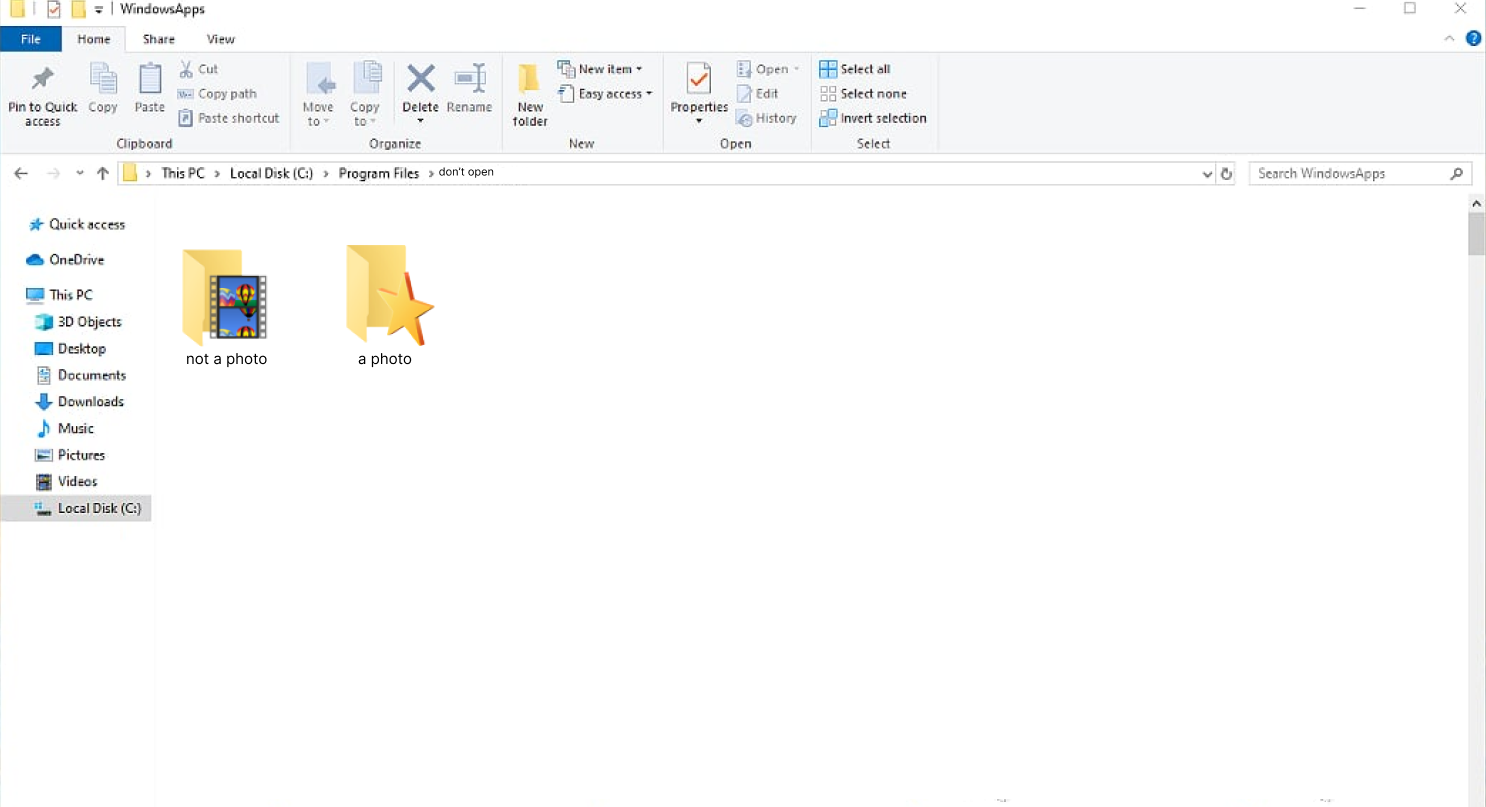 WindowsApps
File Home Share View
Pin to Quick access
Copy
Paste
Cut
Copy path
Paste shortcut
Clipboard
Move to
Copy to
Delete
Rename
Organize
New folder
New item
Easy access
New
Properties
Open
Edit
History
Open
Select all
Select none
Invert selection
Select
This PC > Local Disk (C:) > Program Files > don't open
Search WindowsApps
Quick access
OneDrive
This PC
3D Objects
Desktop
Documents
Downloads
Music
Pictures
Videos
Local Disk (C:)
not a photo
a photo